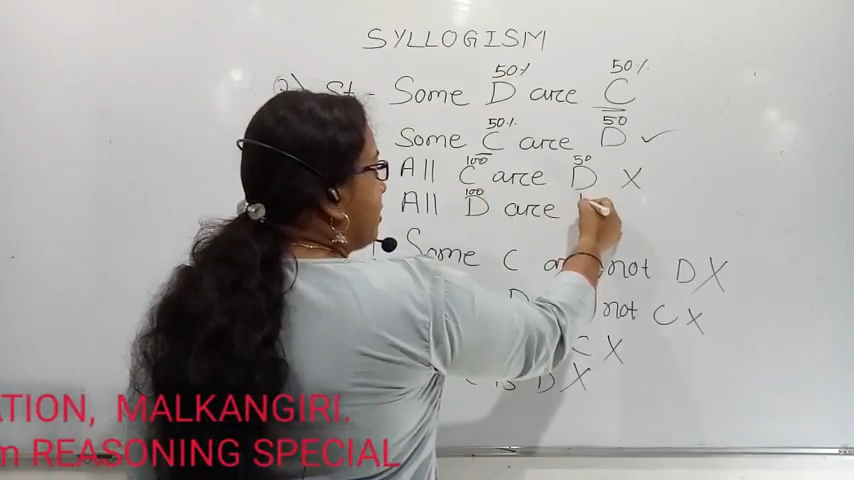 SYLLOGISM
50% 50%
Q) St - Some D are C
50% 50
Some C are D ✓
100 50
All C are D X
100
All D are
Some C not D X
D not C X
C X
is D X
ATION, MALKANGIRI.
m REASONING SPECIAL